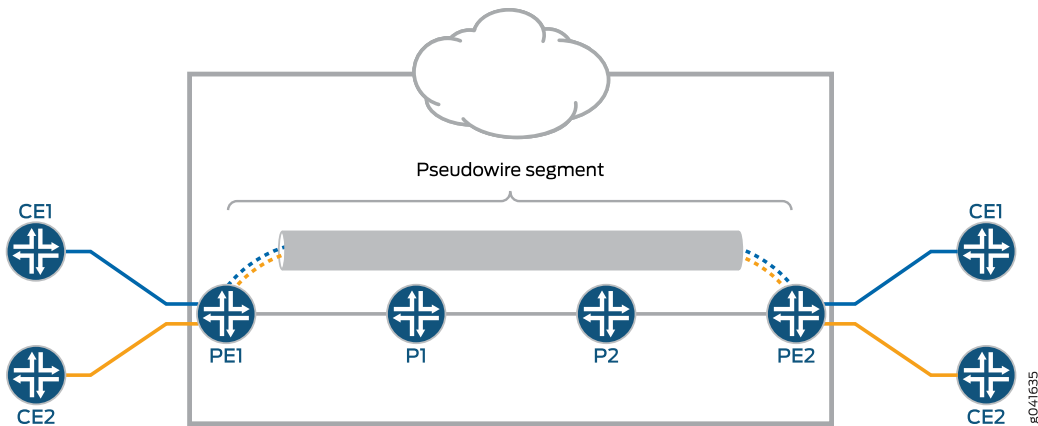 Pseudowire segment
CE1
CE1
PE1
P1
P2
PE2
CE2
CE2
g041635